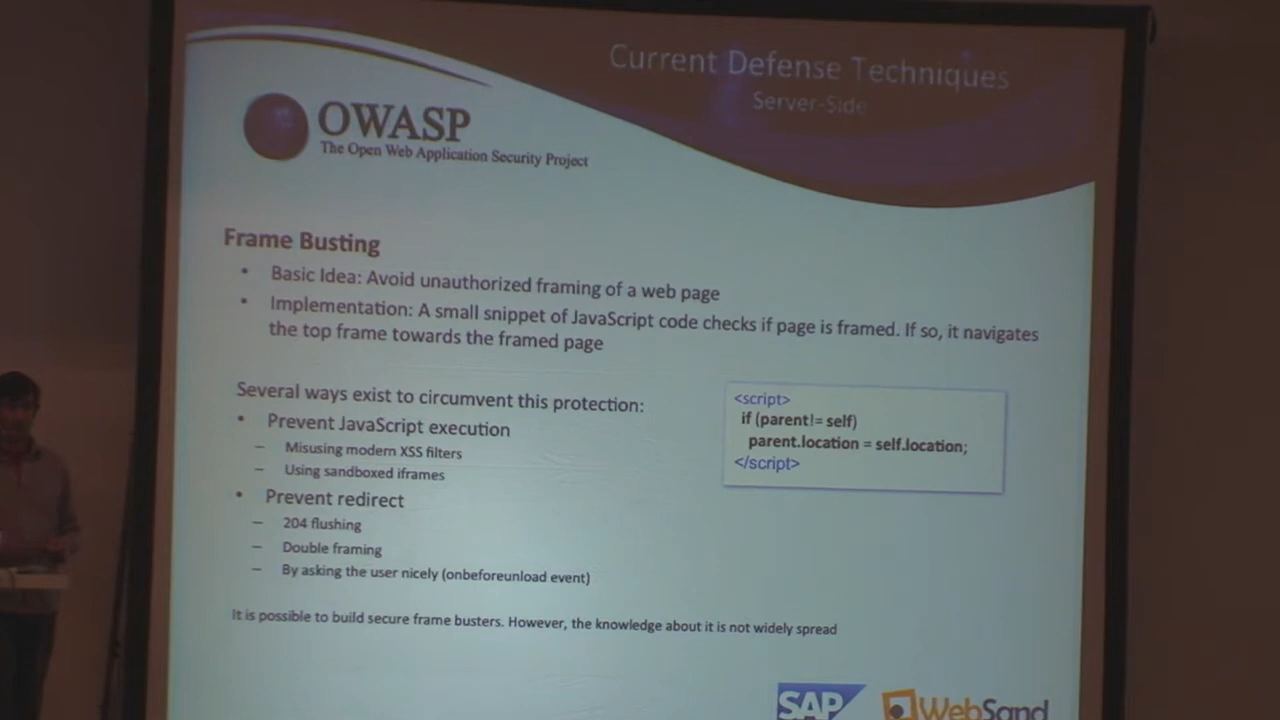 Current Defense Techniques
Server-Side
OWASP
The Open Web Application Security Project
Frame Busting
• Basic Idea: Avoid unauthorized framing of a web page
• Implementation: A small snippet of JavaScript code checks if page is framed. If so, it navigates
the top frame towards the framed page
Several ways exist to circumvent this protection:
• Prevent JavaScript execution
– Misusing modern XSS filters
– Using sandboxed iframes
• Prevent redirect
– 204 flushing
– Double framing
– By asking the user nicely (onbeforeunload event)
<script>
if (parent!= self)
parent.location = self.location;
</script>
It is possible to build secure frame busters. However, the knowledge about it is not widely spread
SAP
WebSand